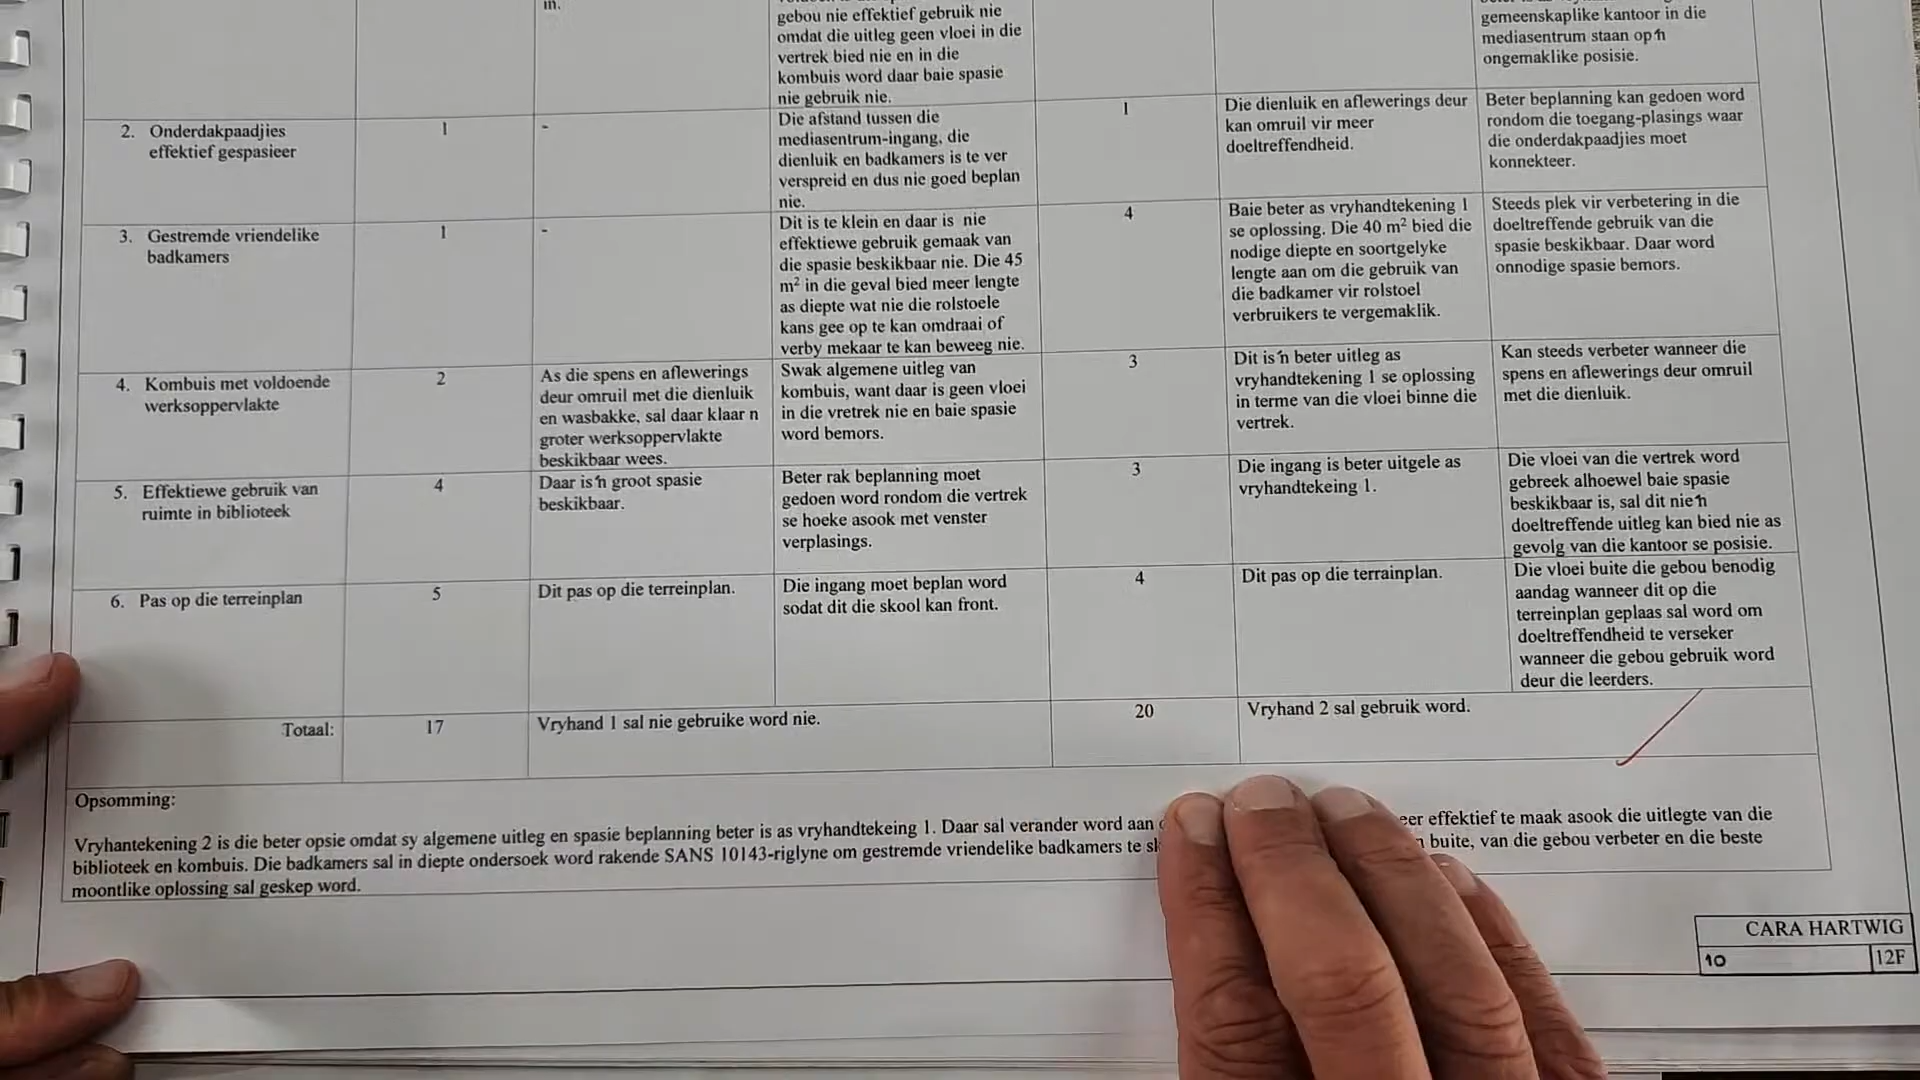 m.
gebou nie effektief gebruik nie
omdat die uitleg geen vloei in die
vertrek bied nie en in die
kombuis word daar baie spasie
nie gebruik nie.
gemeenskaplike kantoor in die
mediasentrum staan op 'n
ongemaklike posisie.
2. Onderdakpaadjies
effektief gespasieer
1
-
Die afstand tussen die
mediasentrum-ingang, die
dienluik en badkamers is te ver
verspreid en dus nie goed beplan
nie.
1
Die dienluik en aflewerings deur
kan omruil vir meer
doeltreffendheid.
Beter beplanning kan gedoen word
rondom die toegang-plasings waar
die onderdakpaadjies moet
konnekteer.
3. Gestremde vriendelike
badkamers
1
-
Dit is te klein en daar is nie
effektiewe gebruik gemaak van
die spasie beskikbaar nie. Die 45
m² in die geval bied meer lengte
as diepte wat nie die rolstoele
kans gee op te kan omdraai of
verby mekaar te kan beweeg nie.
4
Baie beter as vryhandtekening 1
se oplossing. Die 40 m² bied die
nodige diepte en soortgelyke
lengte aan om die gebruik van
die badkamer vir rolstoel
verbruikers te vergemaklik.
Steeds plek vir verbetering in die
doeltreffende gebruik van die
spasie beskikbaar. Daar word
onnodige spasie bemors.
4. Kombuis met voldoende
werksoppervlakte
2
As die spens en aflewerings
deur omruil met die dienluik
en wasbakke, sal daar klaar n
groter werksoppervlakte
beskikbaar wees.
Swak algemene uitleg van
kombuis, want daar is geen vloei
in die vretrek nie en baie spasie
word bemors.
3
Dit is 'n beter uitleg as
vryhandtekening 1 se oplossing
in terme van die vloei binne die
vertrek.
Kan steeds verbeter wanneer die
spens en aflewerings deur omruil
met die dienluik.
5. Effektiewe gebruik van
ruimte in biblioteek
4
Daar is 'n groot spasie
beskikbaar.
Beter rak beplanning moet
gedoen word rondom die vertrek
se hoeke asook met venster
verplasings.
3
Die ingang is beter uitgele as
vryhandtekeing 1.
Die vloei van die vertrek word
gebreek alhoewel baie spasie
beskikbaar is, sal dit nie 'n
doeltreffende uitleg kan bied nie as
gevolg van die kantoor se posisie.
6. Pas op die terreinplan
5
Dit pas op die terreinplan.
Die ingang moet beplan word
sodat dit die skool kan front.
4
Dit pas op die terrainplan.
Die vloei buite die gebou benodig
aandag wanneer dit op die
terreinplan geplaas sal word om
doeltreffendheid te verseker
wanneer die gebou gebruik word
deur die leerders.
Totaal:
17
Vryhand 1 sal nie gebruike word nie.
20
Vryhand 2 sal gebruik word.
Opsomming:
Vryhantekening 2 is die beter opsie omdat sy algemene uitleg en spasie beplanning beter is as vryhandtekeing 1. Daar sal verander word aan effektief te maak asook die uitlegte van die
biblioteek en kombuis. Die badkamers sal in diepte ondersoek word rakende SANS 10143-riglyne om gestremde vriendelike badkamers te buite, van die gebou verbeter en die beste
moontlike oplossing sal geskep word.
CARA HARTWIG
10
12F